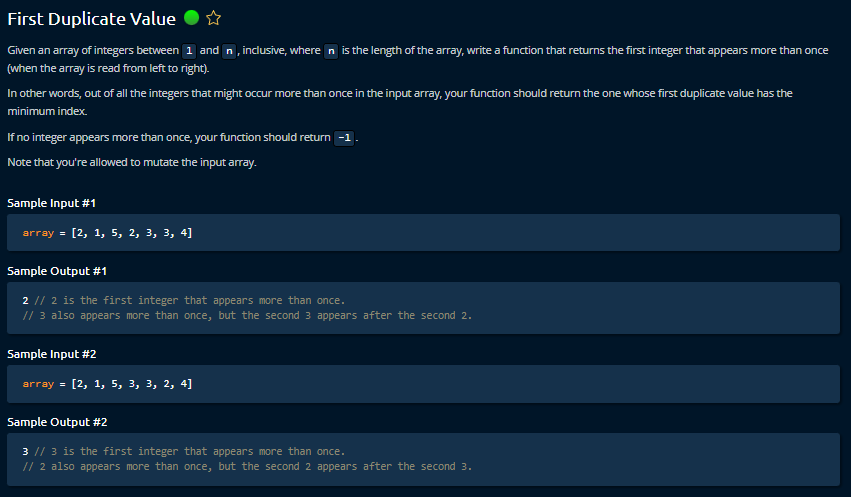 First Duplicate Value
Given an array of integers between 1 and n, inclusive, where n is the length of the array, write a function that returns the first integer that appears more than once
(when the array is read from left to right).
In other words, out of all the integers that might occur more than once in the input array, your function should return the one whose first duplicate value has the
minimum index.
If no integer appears more than once, your function should return -1.
Note that you're allowed to mutate the input array.
Sample Input #1
array = [2, 1, 5, 2, 3, 3, 4]
Sample Output #1
2 // 2 is the first integer that appears more than once.
// 3 also appears more than once, but the second 3 appears after the second 2.
Sample Input #2
array = [2, 1, 5, 3, 3, 2, 4]
Sample Output #2
3 // 3 is the first integer that appears more than once.
// 2 also appears more than once, but the second 2 appears after the second 3.